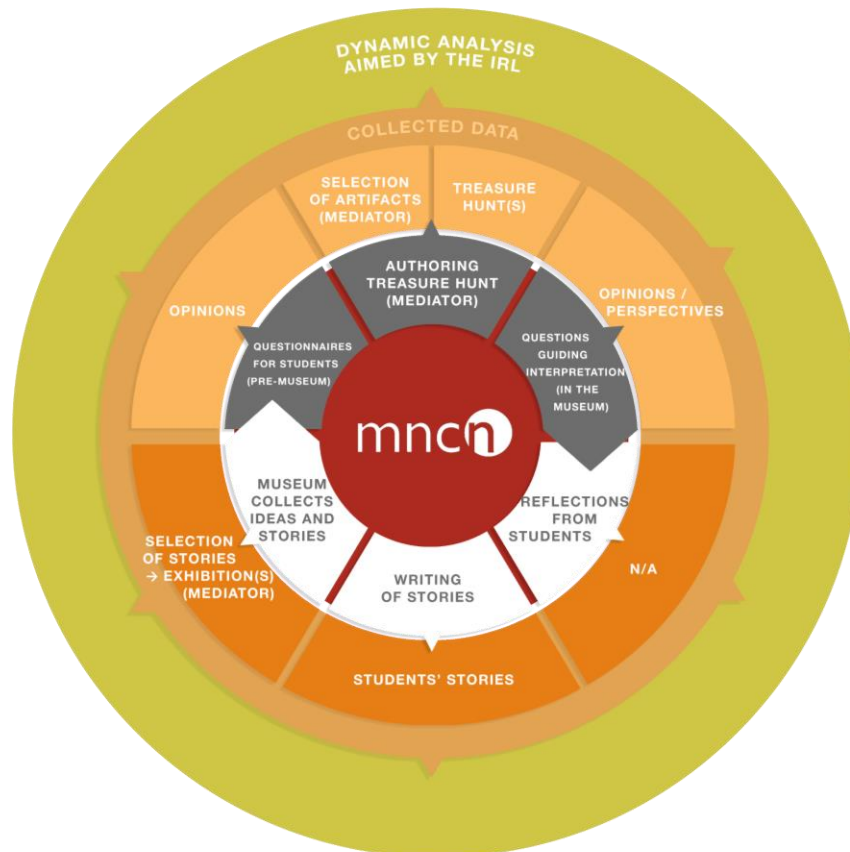 DYNAMIC ANALYSIS
AIMED BY THE IRL
COLLECTED DATA
SELECTION
OF ARTIFACTS
(MEDIATOR)
TREASURE
HUNT(S)
OPINIONS
OPINIONS /
PERSPECTIVES
AUTHORING
TREASURE HUNT
(MEDIATOR)
QUESTIONNAIRES
FOR STUDENTS
(PRE-MUSEUM)
QUESTIONS
GUIDING
INTERPRETATION
(IN THE
MUSEUM)
mncn
MUSEUM
COLLECTS
IDEAS AND
STORIES
REFLECTIONS
FROM
STUDENTS
WRITING
OF STORIES
SELECTION
OF STORIES
→ EXHIBITION(S)
(MEDIATOR)
N/A
STUDENTS' STORIES